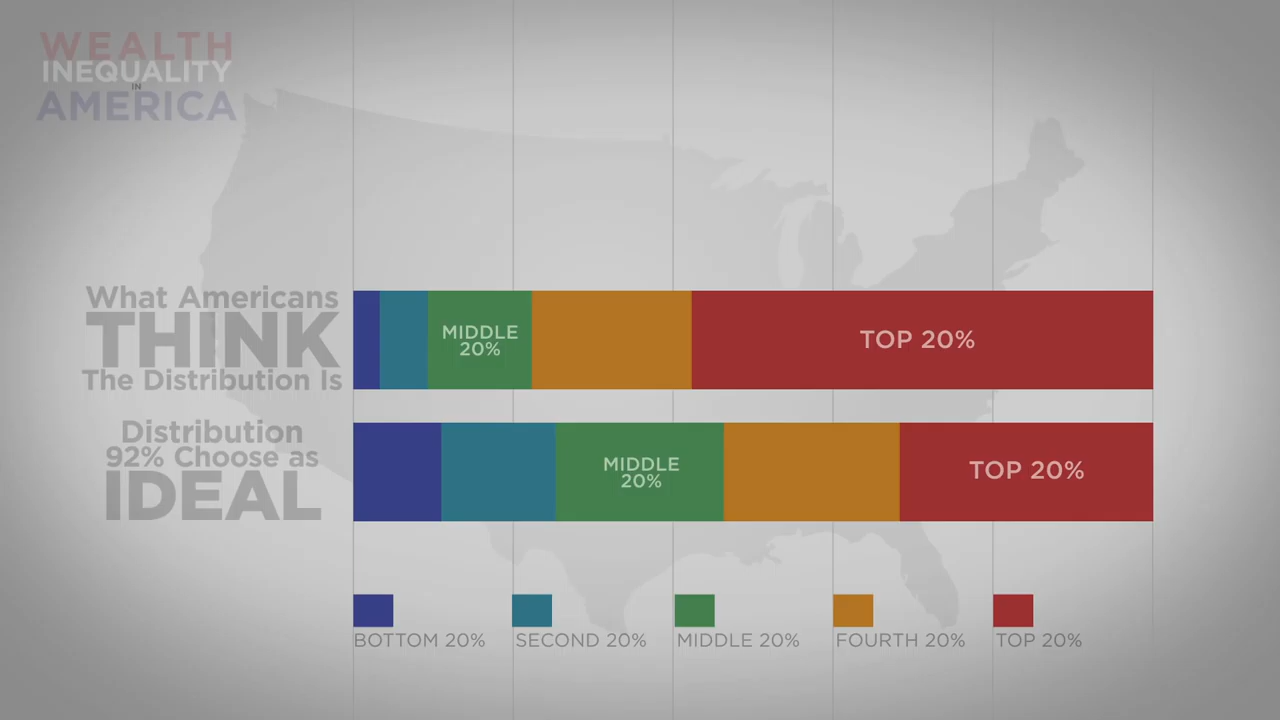 WEALTH
INEQUALITY
IN
AMERICA
What Americans
THINK
The Distribution Is
MIDDLE
20%
TOP 20%
Distribution
92% Choose as
IDEAL
MIDDLE
20%
TOP 20%
BOTTOM 20%
SECOND 20%
MIDDLE 20%
FOURTH 20%
TOP 20%